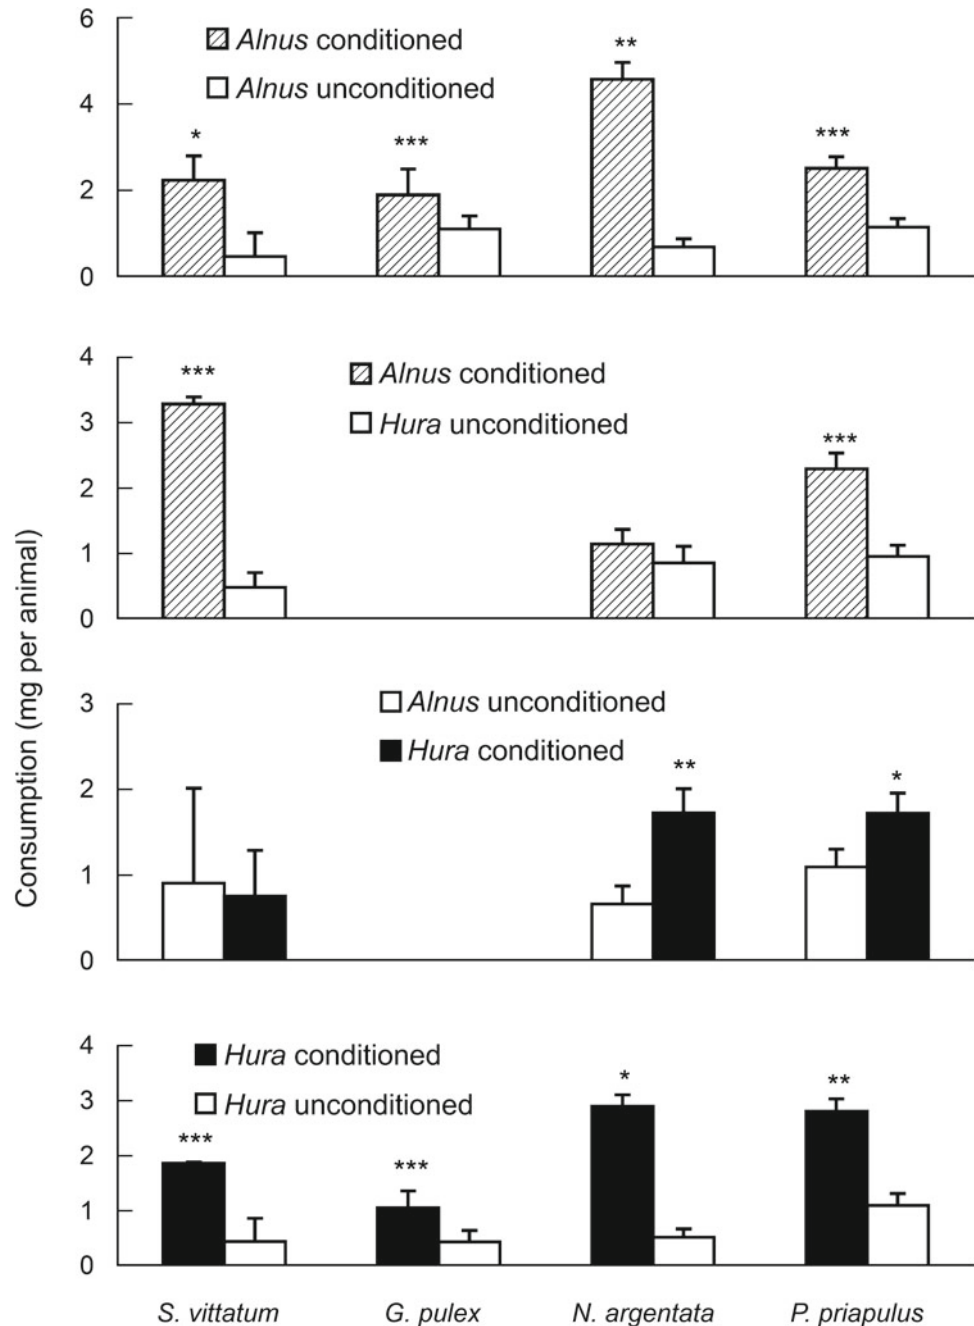 6
Alnus conditioned
**
Alnus unconditioned
4
*
***
***
2
0
4
***
Alnus conditioned
3
Hura unconditioned
***
2
1
0
Consumption (mg per animal)
3
Alnus unconditioned
Hura conditioned
**
*
2
1
0
4
Hura conditioned
*
**
3
Hura unconditioned
***
2
***
1
0
S. vittatum
G. pulex
N. argentata
P. priapulus